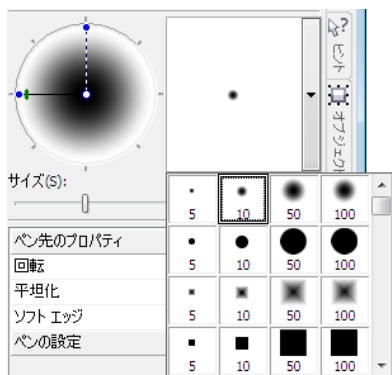 ヒント
オブジェクト
サイズ(S):
ペン先のプロパティ
回転
平坦化
ソフト エッジ
ペンの設定
5 10 50 100
5 10 50 100
5 10 50 100
5 10 50 100